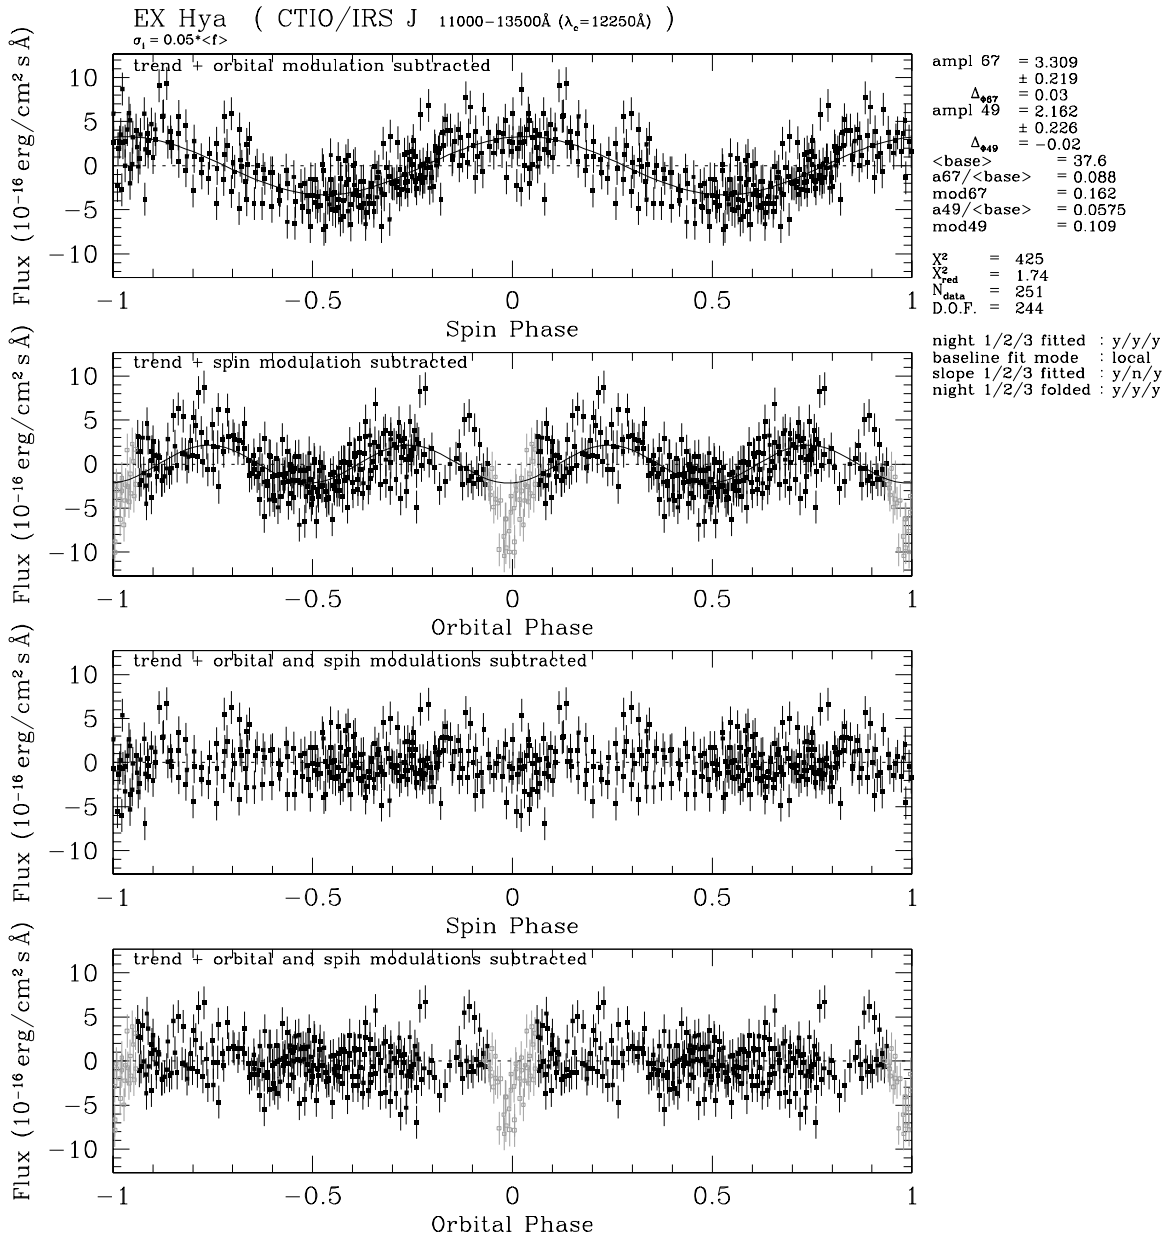 EX Hya ( CTIO/IRS J 11000−13500Å (λc=12250Å) )
σi = 0.05*<f>
trend + orbital modulation subtracted
Flux (10−16 erg/cm2 s Å)
10
5
0
−5
−10
−1 −0.5 0 0.5 1
Spin Phase
trend + spin modulation subtracted
Flux (10−16 erg/cm2 s Å)
10
5
0
−5
−10
−1 −0.5 0 0.5 1
Orbital Phase
trend + orbital and spin modulations subtracted
Flux (10−16 erg/cm2 s Å)
10
5
0
−5
−10
−1 −0.5 0 0.5 1
Spin Phase
trend + orbital and spin modulations subtracted
Flux (10−16 erg/cm2 s Å)
10
5
0
−5
−10
−1 −0.5 0 0.5 1
Orbital Phase
ampl 67 = 3.309
± 0.219
ΔΦ67 = 0.03
ampl 49 = 2.162
± 0.226
ΔΦ49 = −0.02
<base> = 37.6
a67/<base> = 0.088
mod67 = 0.162
a49/<base> = 0.0575
mod49 = 0.109
X2 = 425
X2red = 1.74
Ndata = 251
D.O.F. = 244
night 1/2/3 fitted : y/y/y
baseline fit mode : local
slope 1/2/3 fitted : y/n/y
night 1/2/3 folded : y/y/y